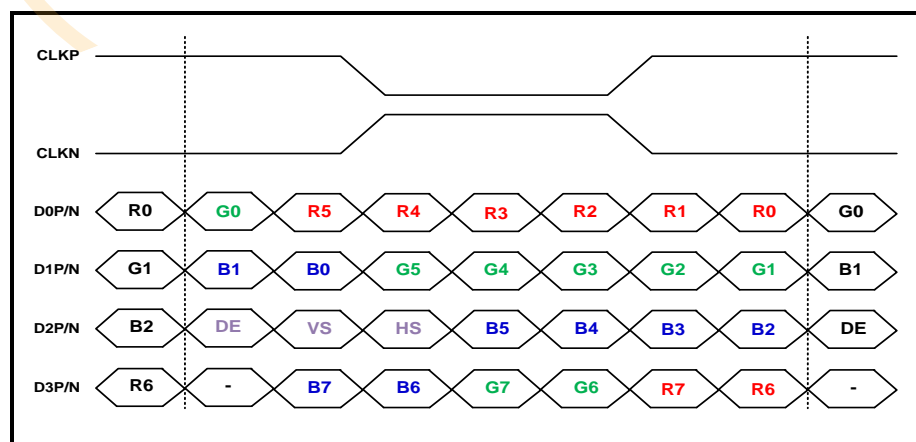 CLKP
CLKN
D0P/N R0 G0 R5 R4 R3 R2 R1 R0 G0
D1P/N G1 B1 B0 G5 G4 G3 G2 G1 B1
D2P/N B2 DE VS HS B5 B4 B3 B2 DE
D3P/N R6 - B7 B6 G7 G6 R7 R6 -